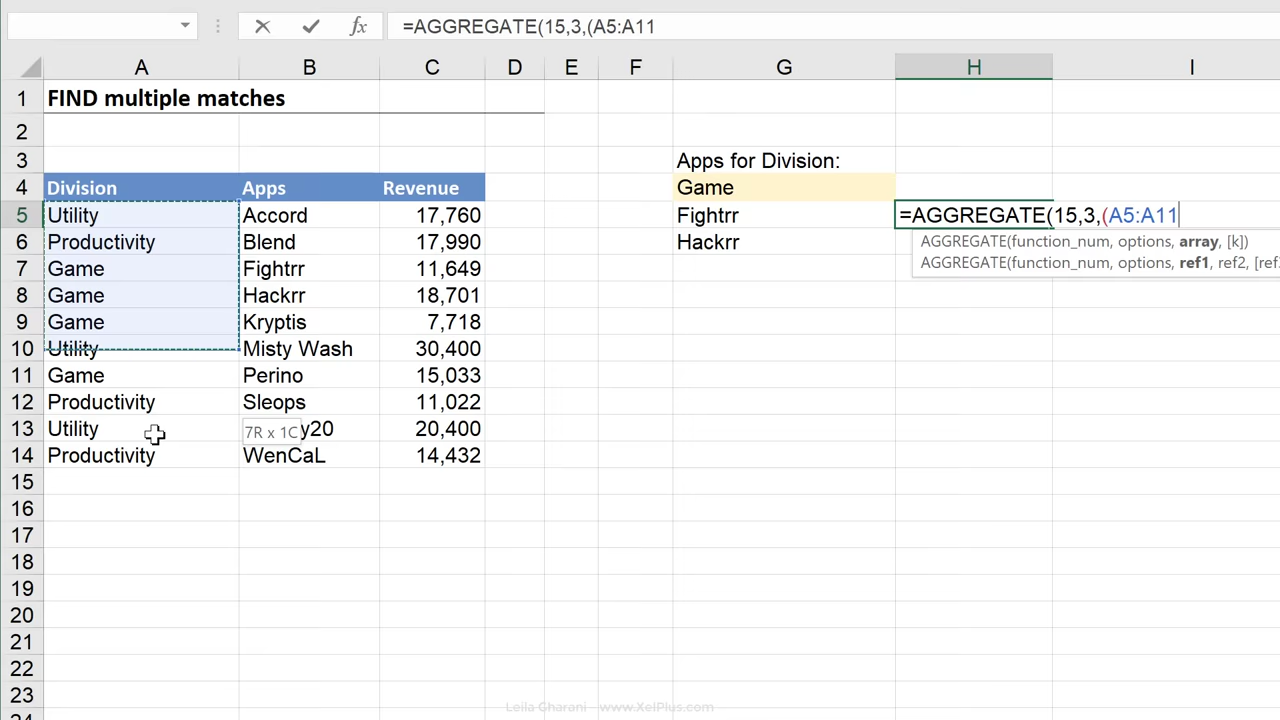 =AGGREGATE(15,3,(A5:A11
A B C D E F G H I
1 FIND multiple matches
2
3 Apps for Division:
4 Division Apps Revenue Game
5 Utility Accord 17,760 Fightrr =AGGREGATE(15,3,(A5:A11
6 Productivity Blend 17,990 Hackrr AGGREGATE(function_num, options, array, [k])
7 Game Fightrr 11,649 AGGREGATE(function_num, options, ref1, ref2, [ref
8 Game Hackrr 18,701
9 Game Kryptis 7,718
10 Utility Misty Wash 30,400
11 Game Perino 15,033
12 Productivity Sleops 11,022
13 Utility 7R x 1C y20 20,400
14 Productivity WenCaL 14,432
15
16
17
18
19
20
21
22
23
Leila Gharani - www.XelPlus.com